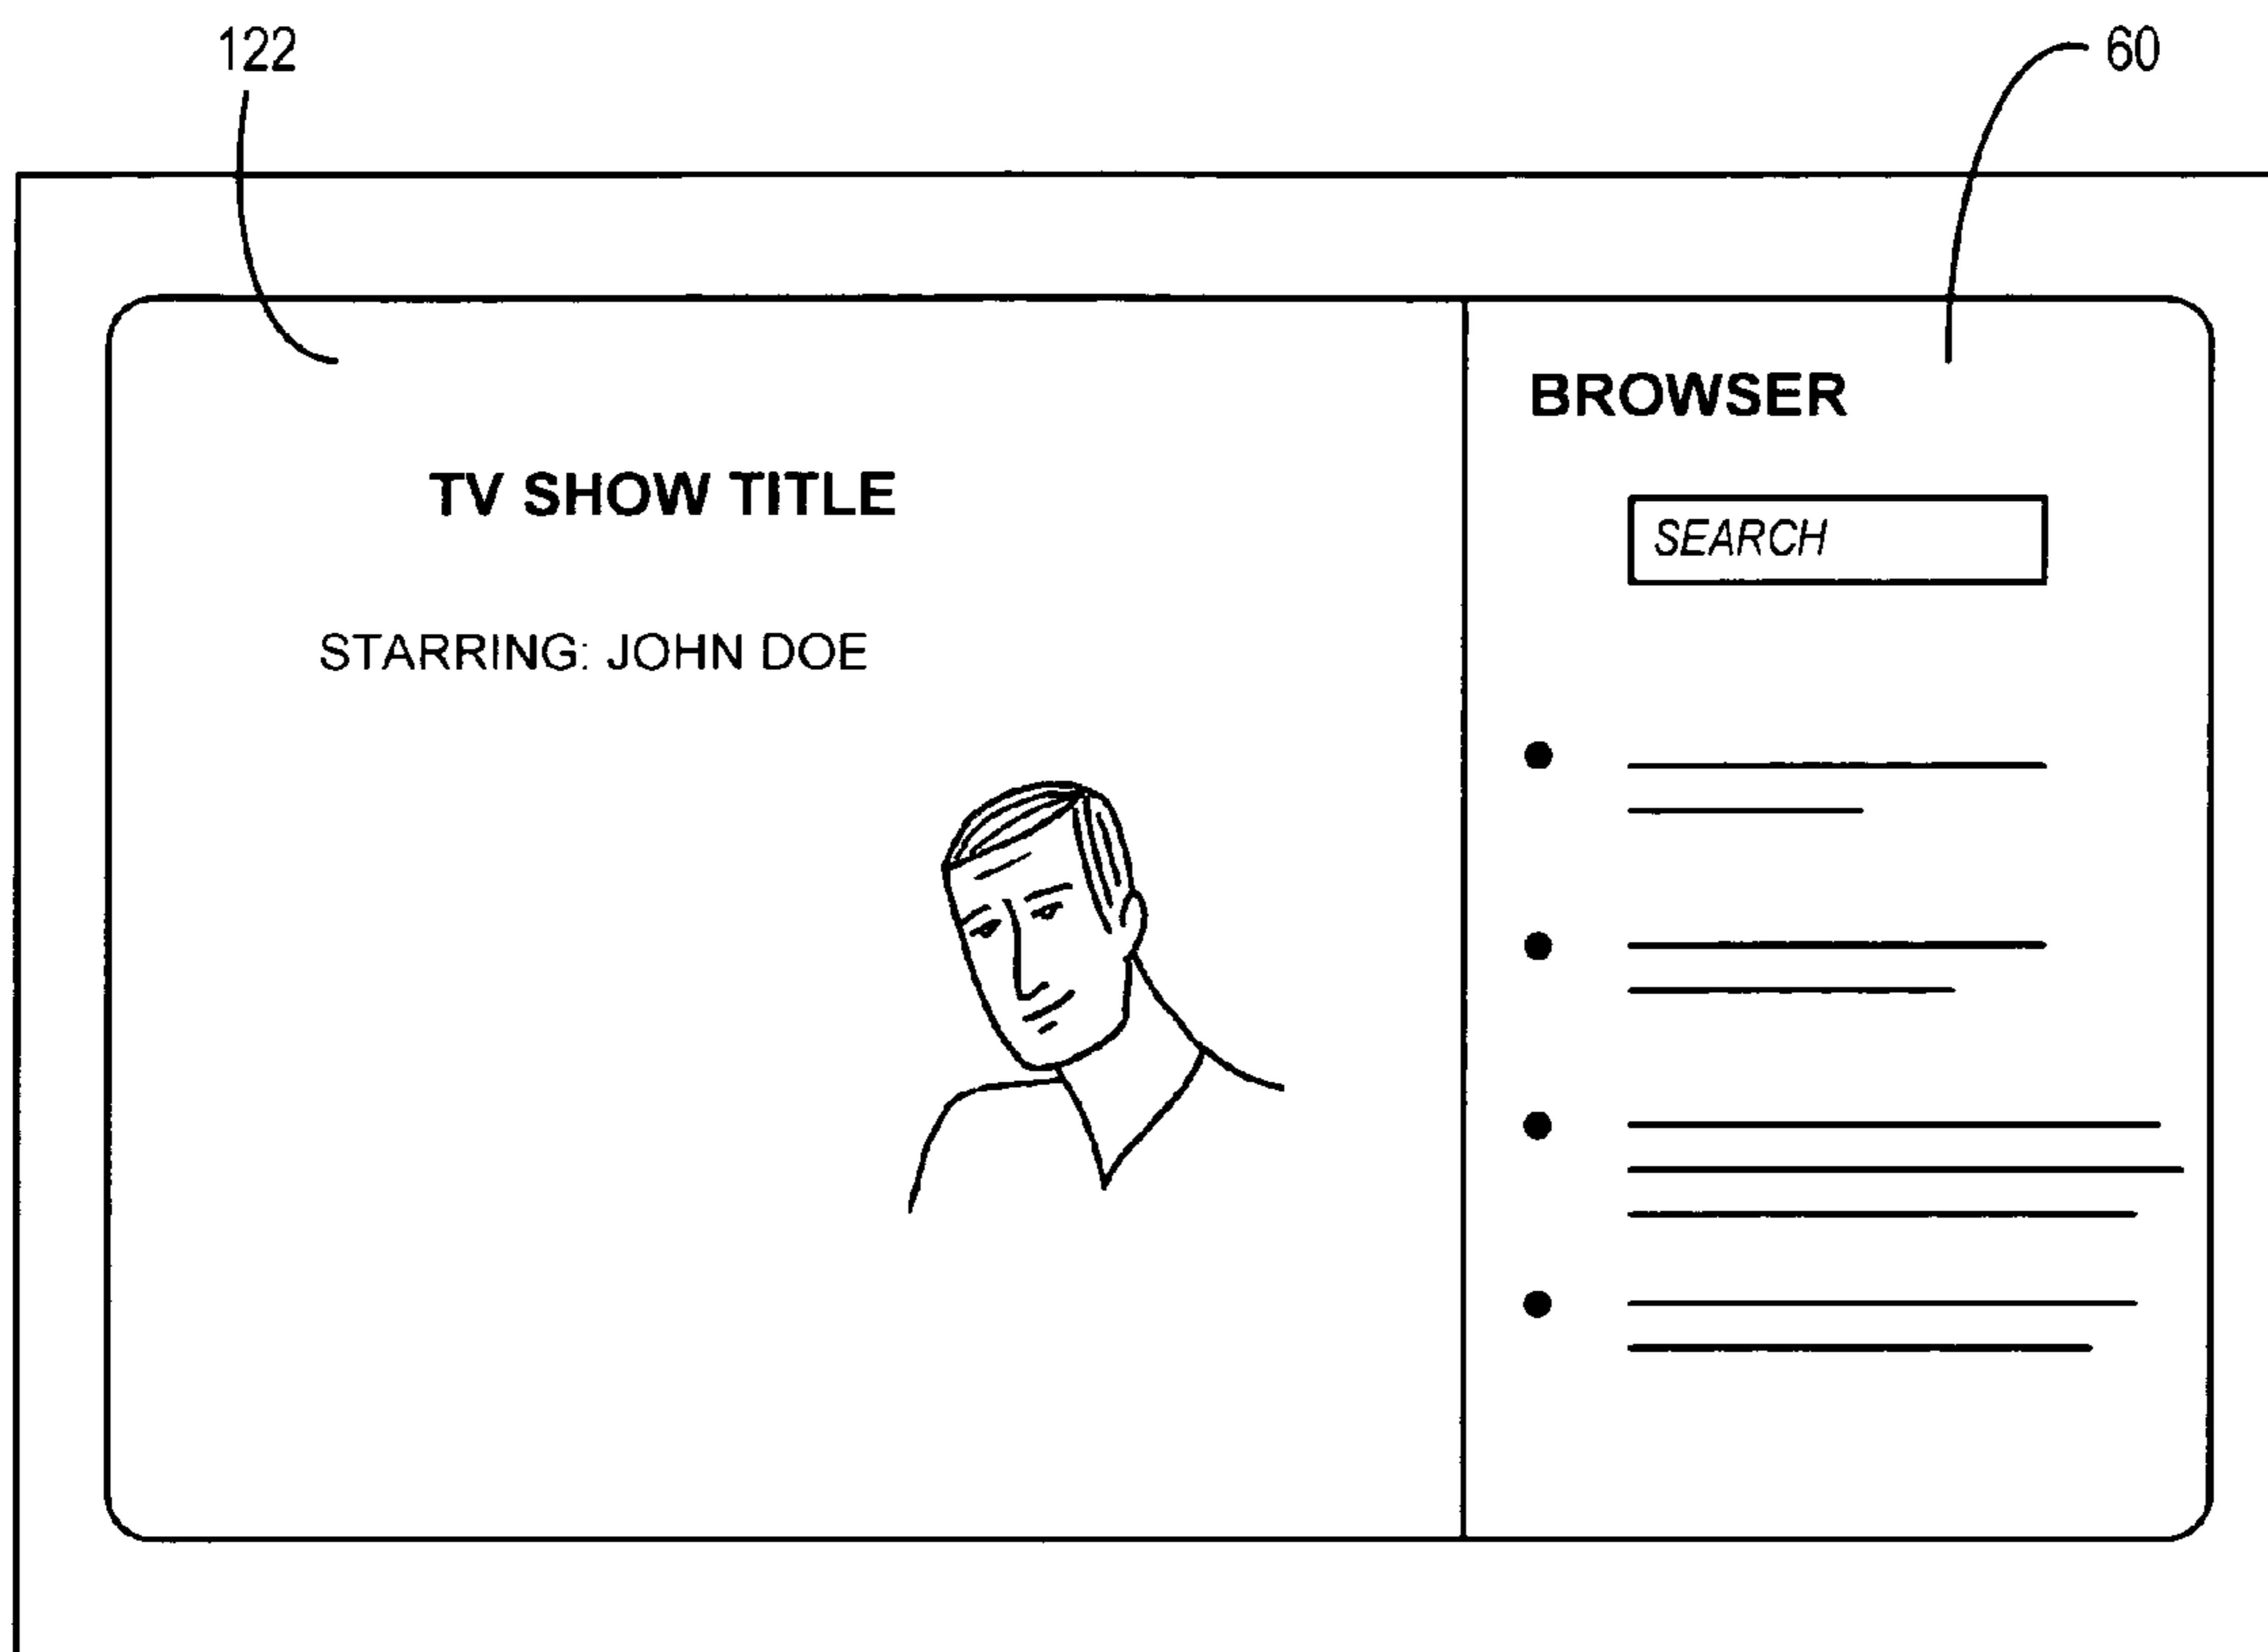 122
60
TV SHOW TITLE
STARRING: JOHN DOE
BROWSER
SEARCH